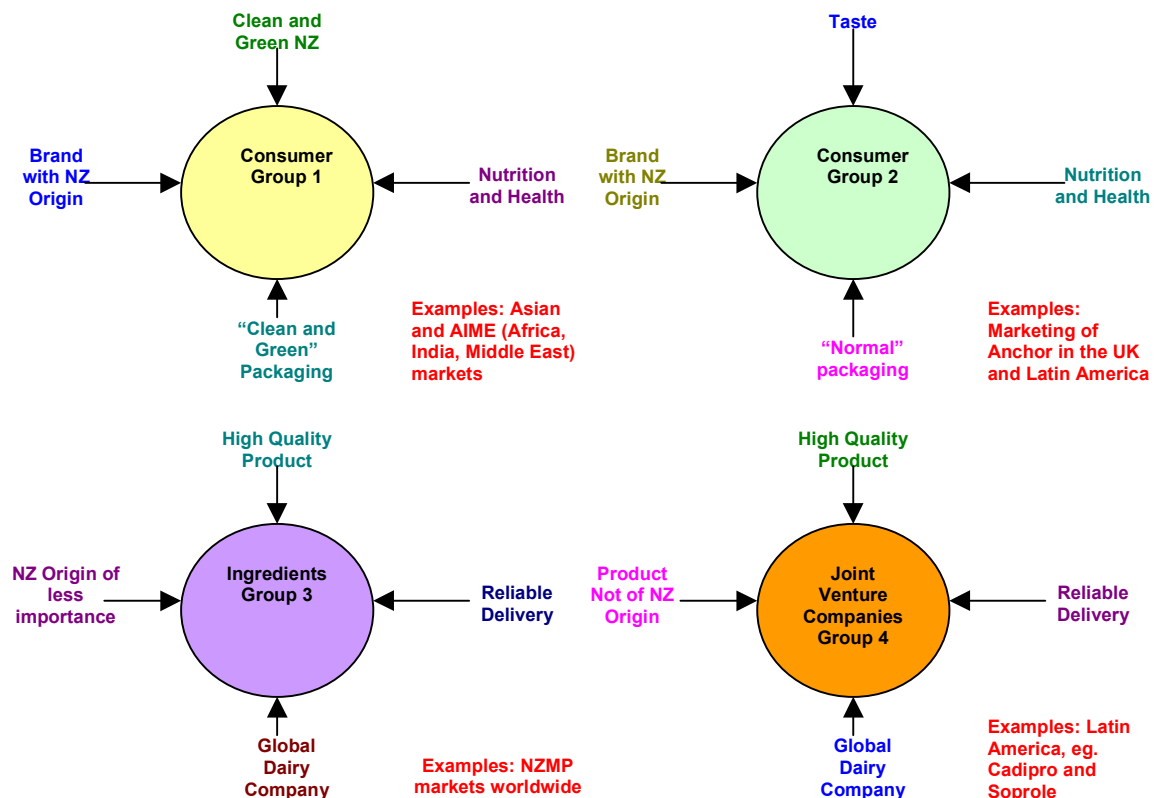 Clean and
Green NZ
Brand
with NZ
Origin
Consumer
Group 1
Nutrition
and Health
“Clean and
Green”
Packaging
Examples: Asian
and AIME (Africa,
India, Middle East)
markets
Taste
Brand
with NZ
Origin
Consumer
Group 2
Nutrition
and Health
“Normal”
packaging
Examples:
Marketing of
Anchor in the UK
and Latin America
High Quality
Product
NZ Origin of
less
importance
Ingredients
Group 3
Reliable
Delivery
Global
Dairy
Company
Examples: NZMP
markets worldwide
High Quality
Product
Product
Not of NZ
Origin
Joint
Venture
Companies
Group 4
Reliable
Delivery
Global
Dairy
Company
Examples: Latin
America, eg.
Cadipro and
Soprole